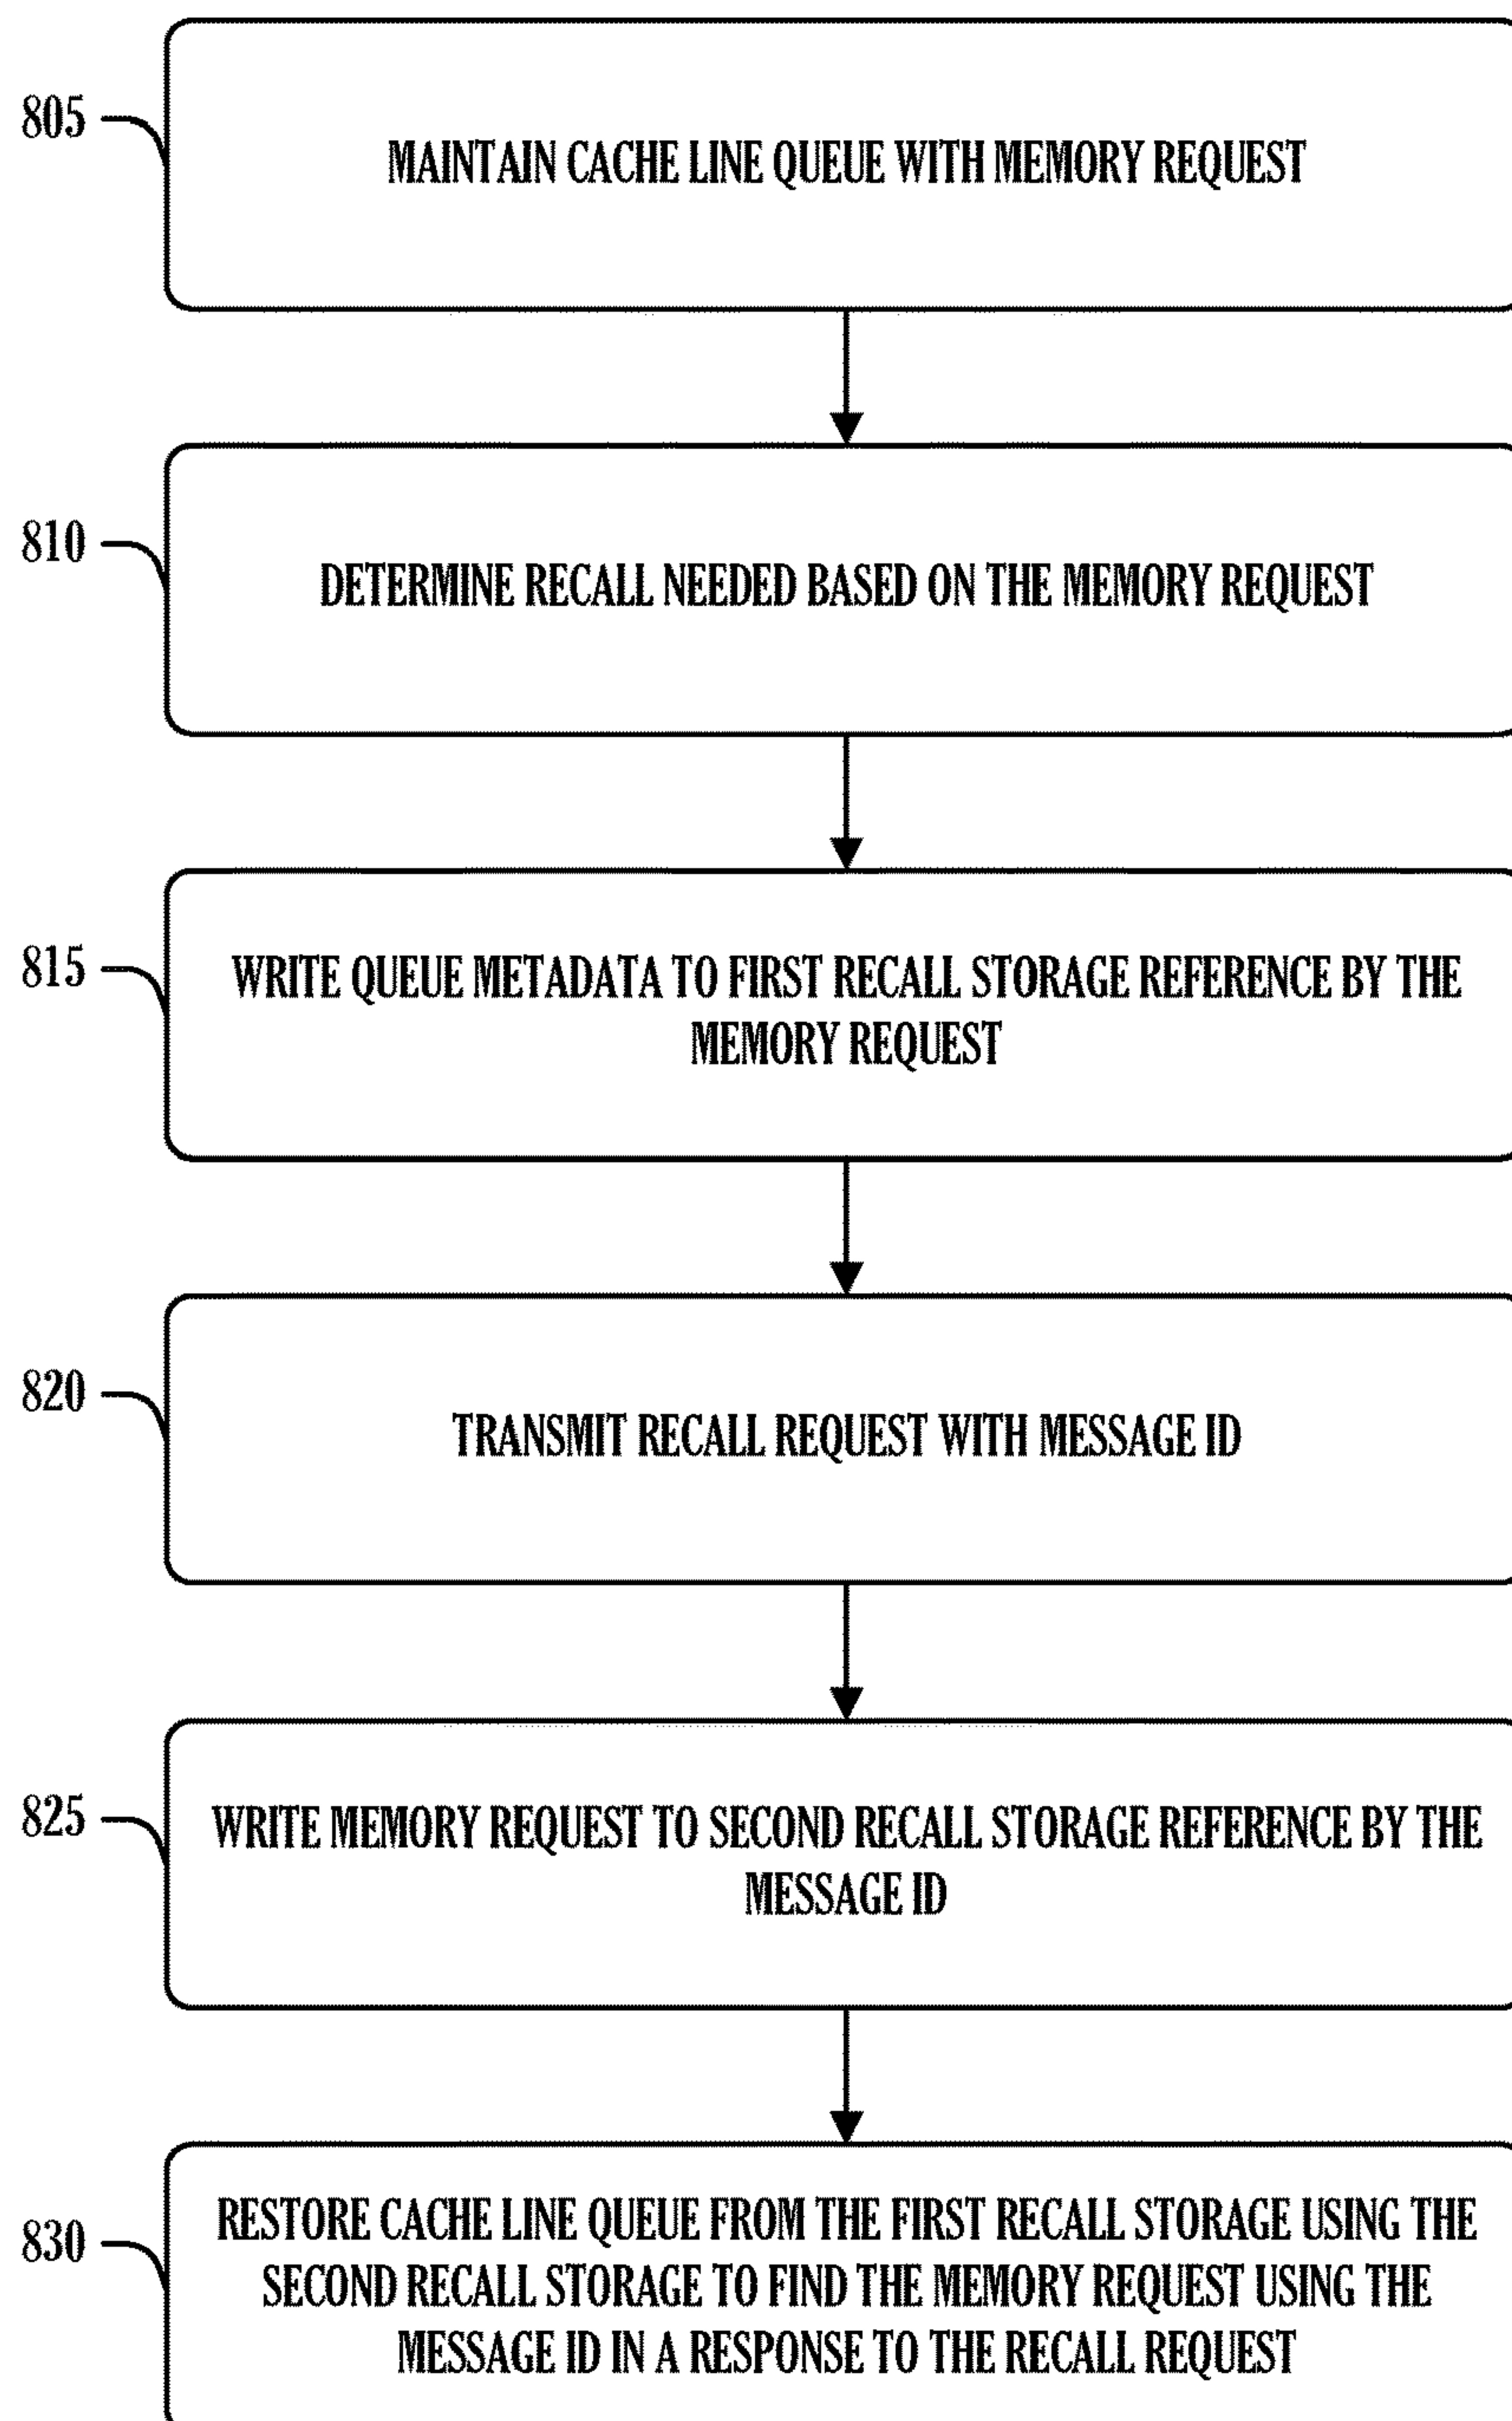 805
MAINTAIN CACHE LINE QUEUE WITH MEMORY REQUEST
810
DETERMINE RECALL NEEDED BASED ON THE MEMORY REQUEST
815
WRITE QUEUE METADATA TO FIRST RECALL STORAGE REFERENCE BY THE
MEMORY REQUEST
820
TRANSMIT RECALL REQUEST WITH MESSAGE ID
825
WRITE MEMORY REQUEST TO SECOND RECALL STORAGE REFERENCE BY THE
MESSAGE ID
830
RESTORE CACHE LINE QUEUE FROM THE FIRST RECALL STORAGE USING THE
SECOND RECALL STORAGE TO FIND THE MEMORY REQUEST USING THE
MESSAGE ID IN A RESPONSE TO THE RECALL REQUEST